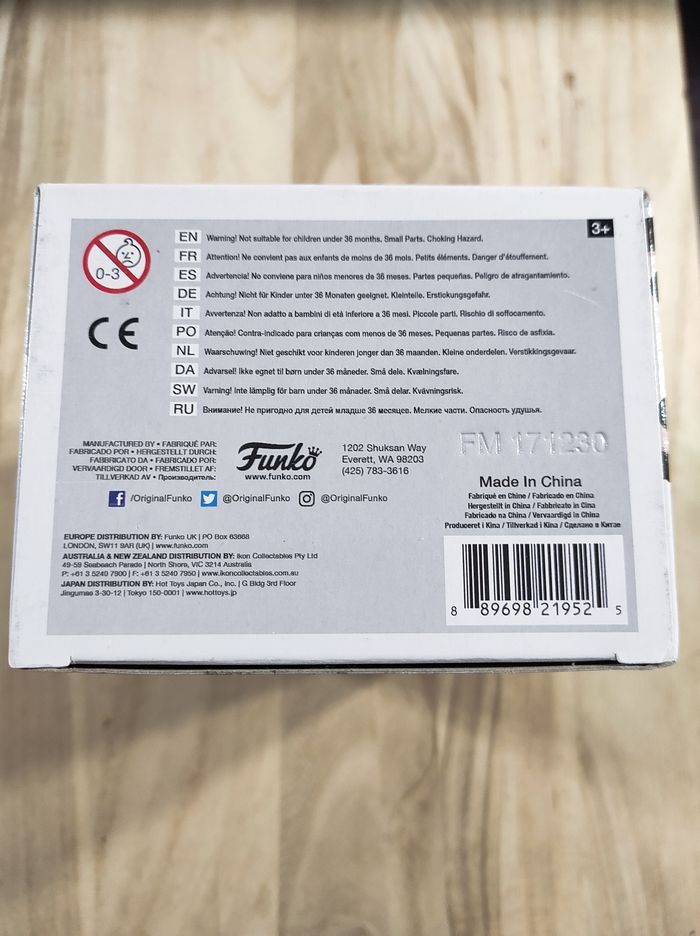 3+
0-3
EN Warning! Not suitable for children under 36 months. Small Parts. Choking Hazard.
FR Attention! Ne convient pas aux enfants de moins de 36 mois. Petits éléments. Danger d'étouffement.
ES Advertencia! No conviene para niños menores de 36 meses. Partes pequeñas. Peligro de atragantamiento.
DE Achtung! Nicht für Kinder unter 36 Monaten geeignet. Kleinteile. Erstickungsgefahr.
IT Avvertenza! Non adatto a bambini di età inferiore a 36 mesi. Piccole parti. Rischio di soffocamento.
PO Atenção! Contra-indicado para crianças com menos de 36 meses. Pequenas partes. Risco de asfixia.
NL Waarschuwing! Niet geschikt voor kinderen jonger dan 36 maanden. Kleine onderdelen. Verstikkingsgevaar.
DA Advarsel! Ikke egnet til børn under 36 måneder. Små dele. Kvælningsfare.
SW Varning! Inte lämplig för barn under 36 månader. Små delar. Kvävningsrisk.
RU Внимание! Не пригодно для детей младше 36 месяцев. Мелкие части. Опасность удушья.
CE
MANUFACTURED BY • FABRIQUÉ PAR:
FABRICADO POR • HERGESTELLT DURCH:
FABBRICATO DA • FABRICADO POR:
VERVAARDIGD DOOR • FREMSTILLET AF:
TILLVERKAD AV • Производитель:
Funko
www.funko.com
1202 Shuksan Way
Everett, WA 98203
(425) 783-3616
FM 171230
/OriginalFunko @OriginalFunko @OriginalFunko
Made In China
Fabriqué en Chine / Fabricado en China
Hergestellt in China / Fabbricato in Cina
Fabricado na China / Vervaardigd in China
Produceret i Kina / Tillverkad i Kina / Сделано в Китае
EUROPE DISTRIBUTION BY: Funko UK | PO Box 63668
LONDON, SW11 9AR (UK) | www.funko.com
AUSTRALIA & NEW ZEALAND DISTRIBUTION BY: Ikon Collectables Pty Ltd
49-59 Seabeach Parade | North Shore, VIC 3214 Australia
P: +61 3 5240 7900 | F: +61 3 5240 7950 | www.ikoncollectables.com.au
JAPAN DISTRIBUTION BY: Hot Toys Japan Co., Inc. | G Bldg 3rd Floor
Jingumae 3-30-12 | Tokyo 150-0001 | www.hottoys.jp
8 89698 21952 5